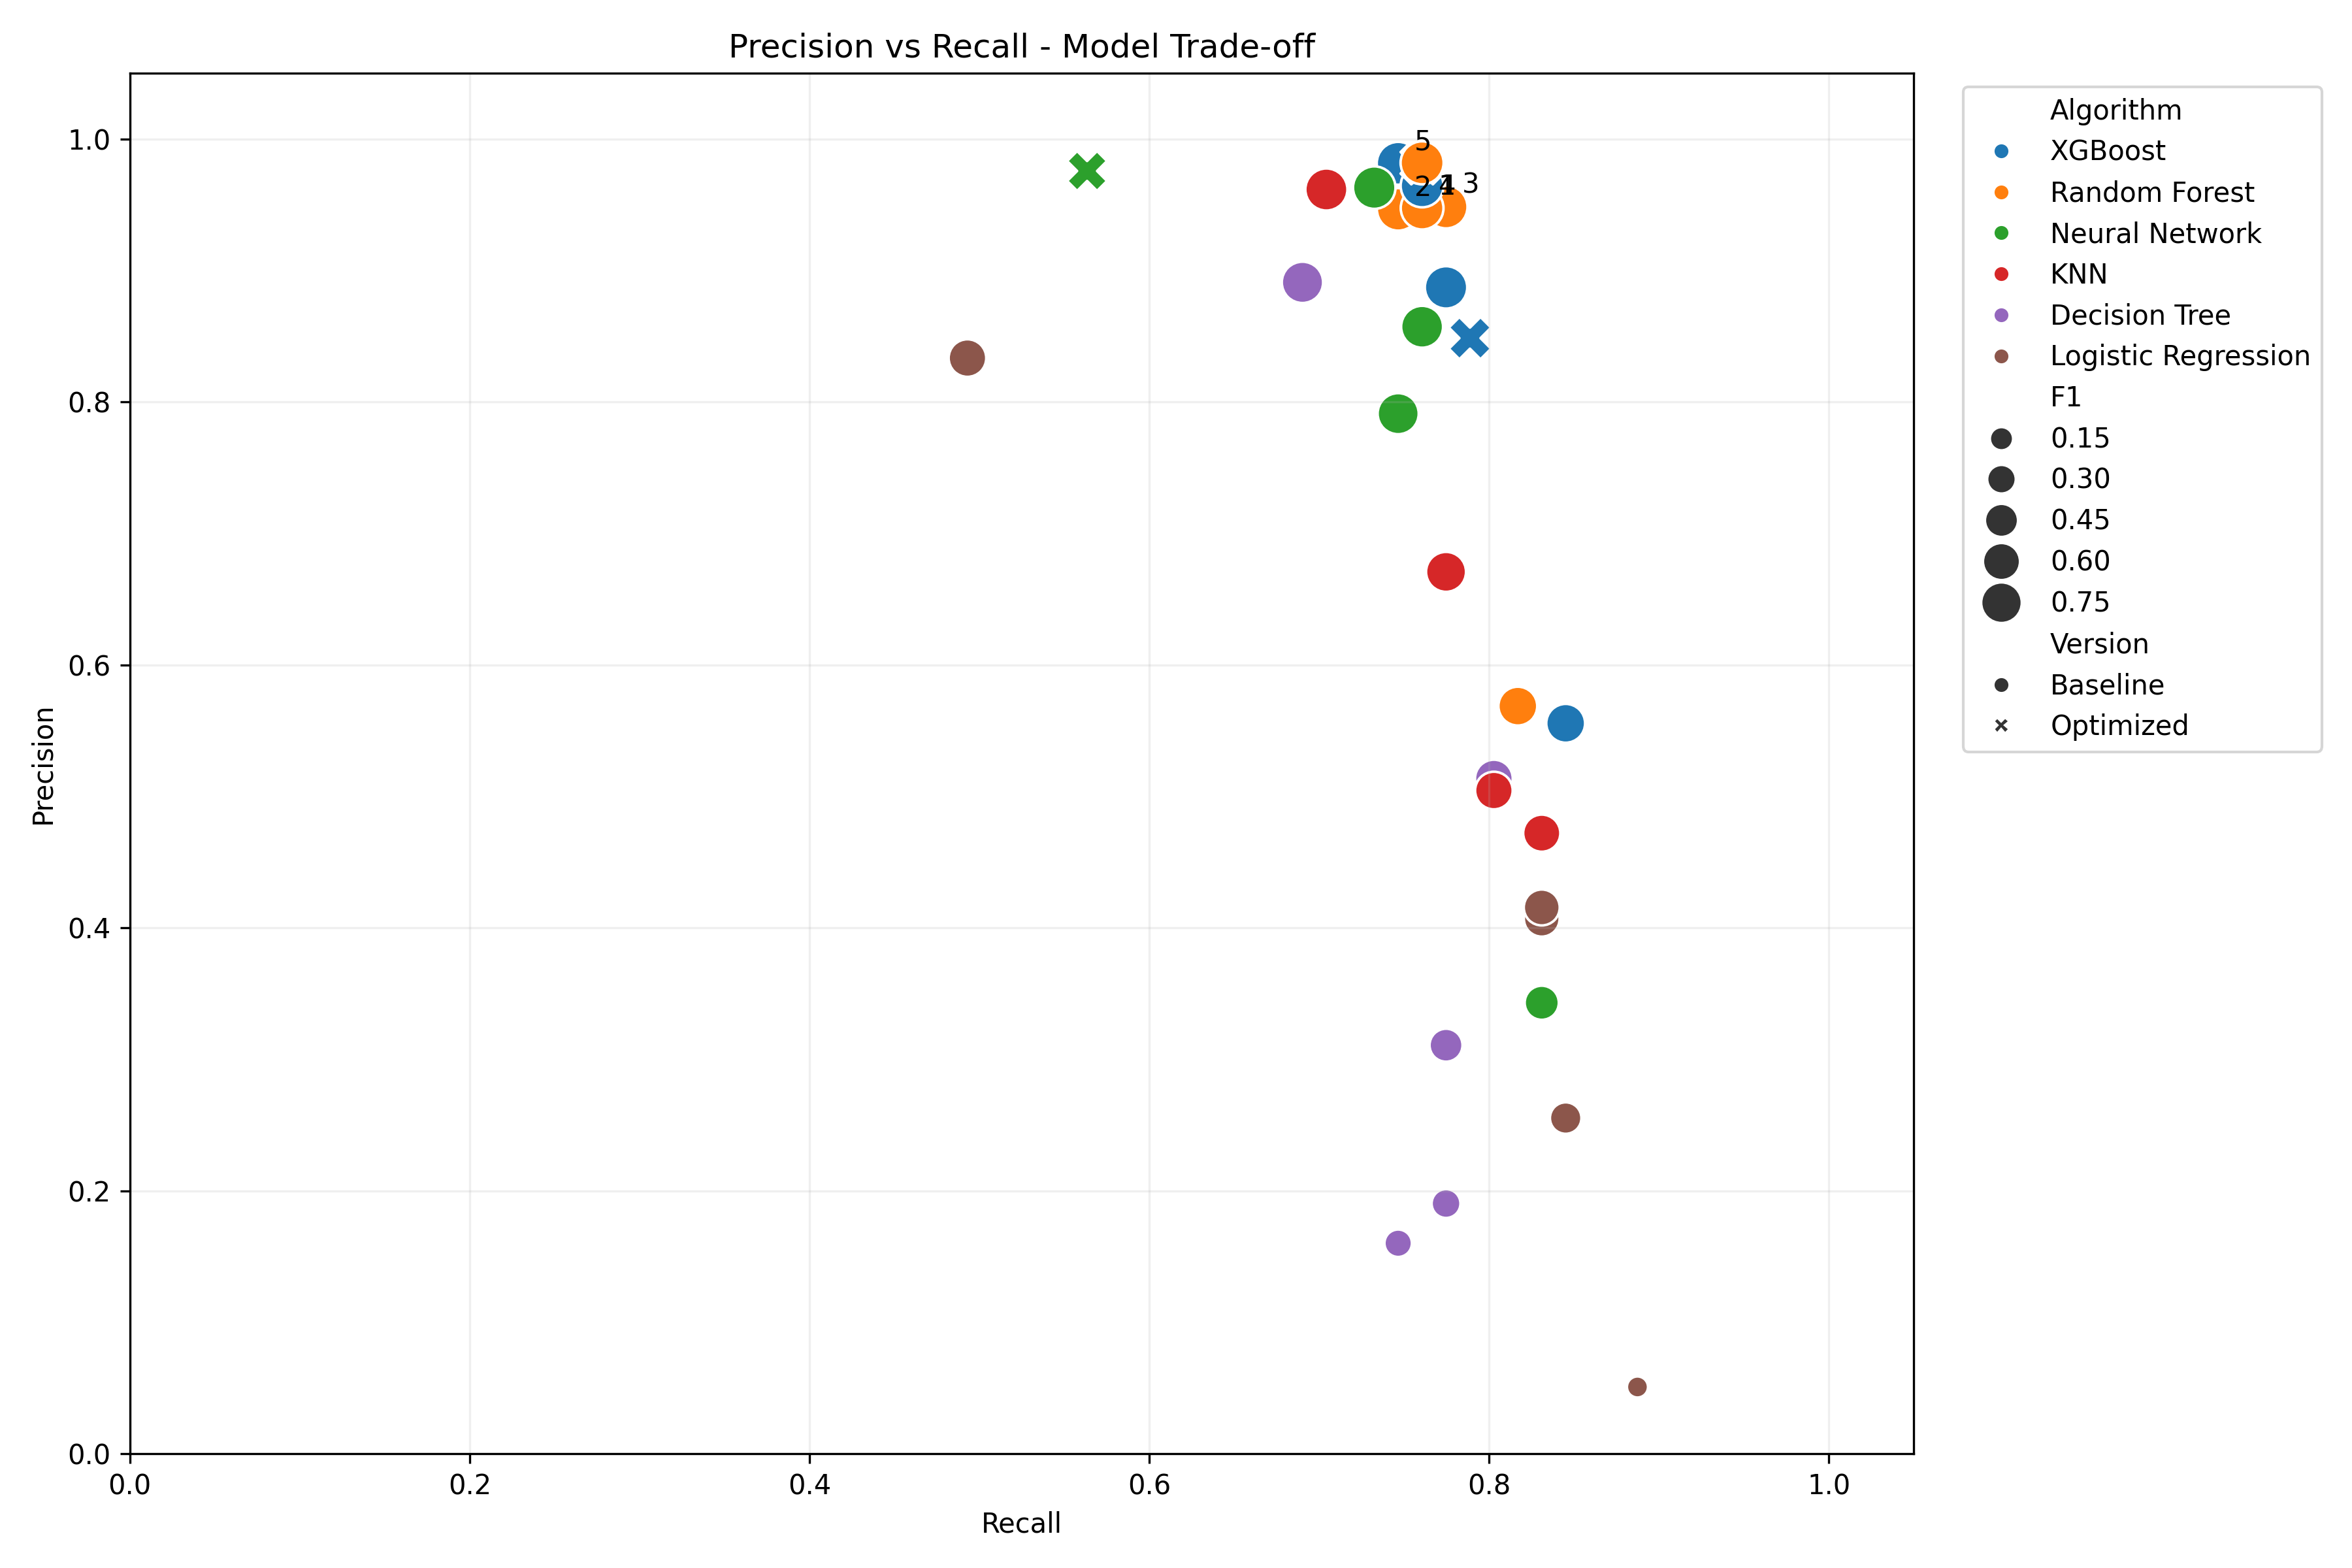 Precision vs Recall - Model Trade-off
Precision
1.0
0.8
0.6
0.4
0.2
0.0
5
2 4 3
0.0 0.2 0.4 0.6 0.8 1.0
Recall
Algorithm
XGBoost
Random Forest
Neural Network
KNN
Decision Tree
Logistic Regression
F1
0.15
0.30
0.45
0.60
0.75
Version
Baseline
Optimized